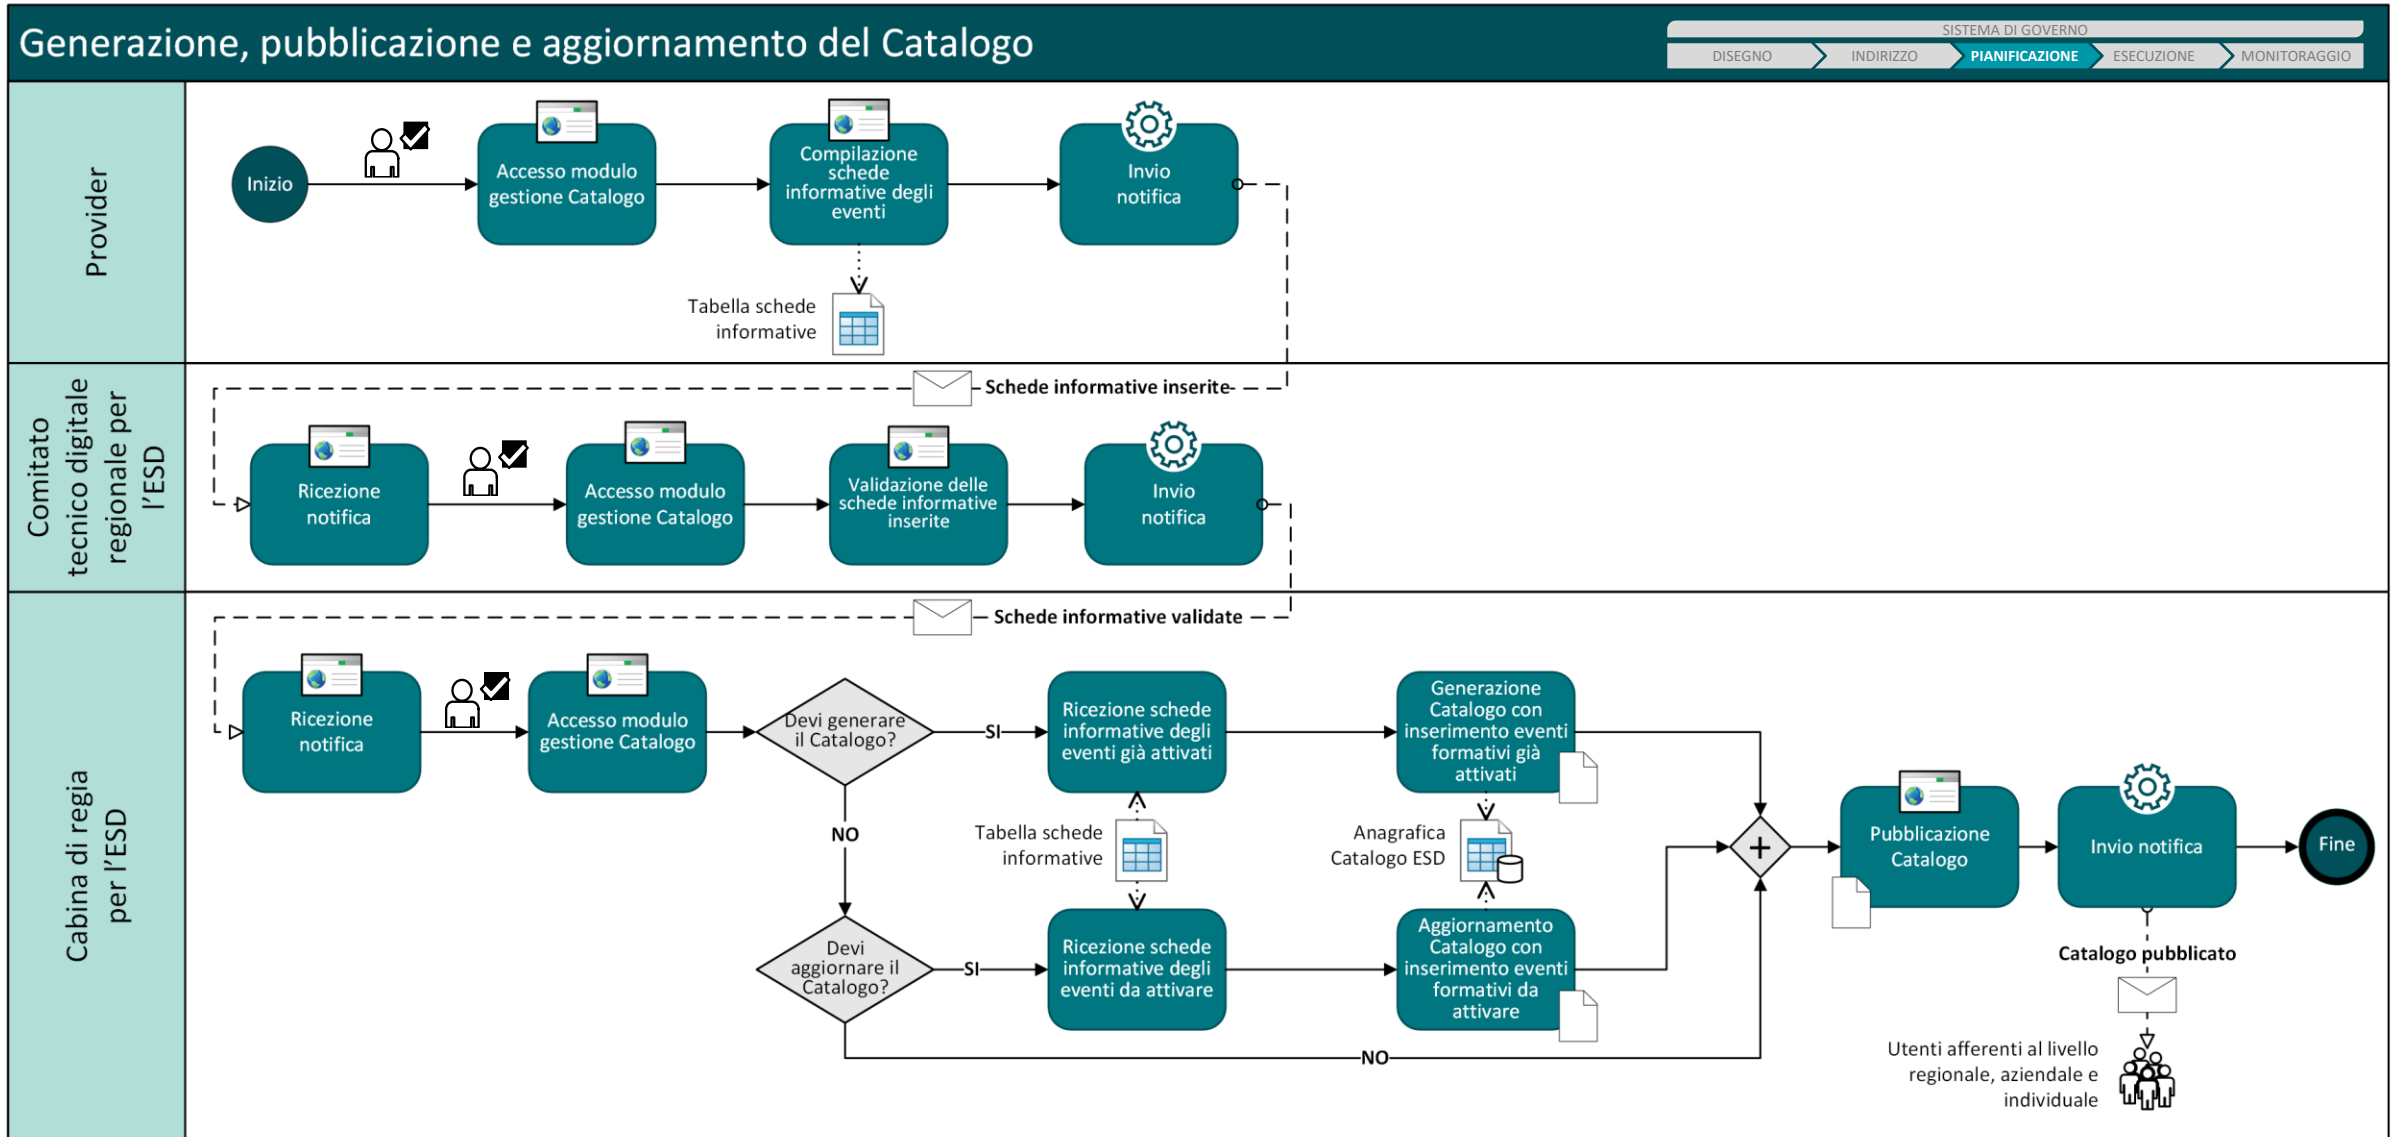 Generazione, pubblicazione e aggiornamento del Catalogo
SISTEMA DI GOVERNO
DISEGNO
INDIRIZZO
PIANIFICAZIONE
ESECUZIONE
MONITORAGGIO
Provider
Inizio
Accesso modulo
gestione Catalogo
Compilazione
schede
informative degli
eventi
Invio
notifica
Tabella schede
informative
Schede informative inserite
Comitato
tecnico digitale
regionale per
l'ESD
Ricezione
notifica
Accesso modulo
gestione Catalogo
Validazione delle
schede informative
inserite
Invio
notifica
Schede informative validate
Cabina di regia
per l'ESD
Ricezione
notifica
Accesso modulo
gestione Catalogo
Devi generare
il Catalogo?
SI
Ricezione schede
informative degli
eventi già attivati
Generazione
Catalogo con
inserimento eventi
formativi già
attivati
NO
Tabella schede
informative
Anagrafica
Catalogo ESD
+
Pubblicazione
Catalogo
Invio notifica
Fine
Devi
aggiornare il
Catalogo?
SI
Ricezione schede
informative degli
eventi da attivare
Aggiornamento
Catalogo con
inserimento eventi
formativi da
attivare
NO
Catalogo pubblicato
Utenti afferenti al livello
regionale, aziendale e
individuale